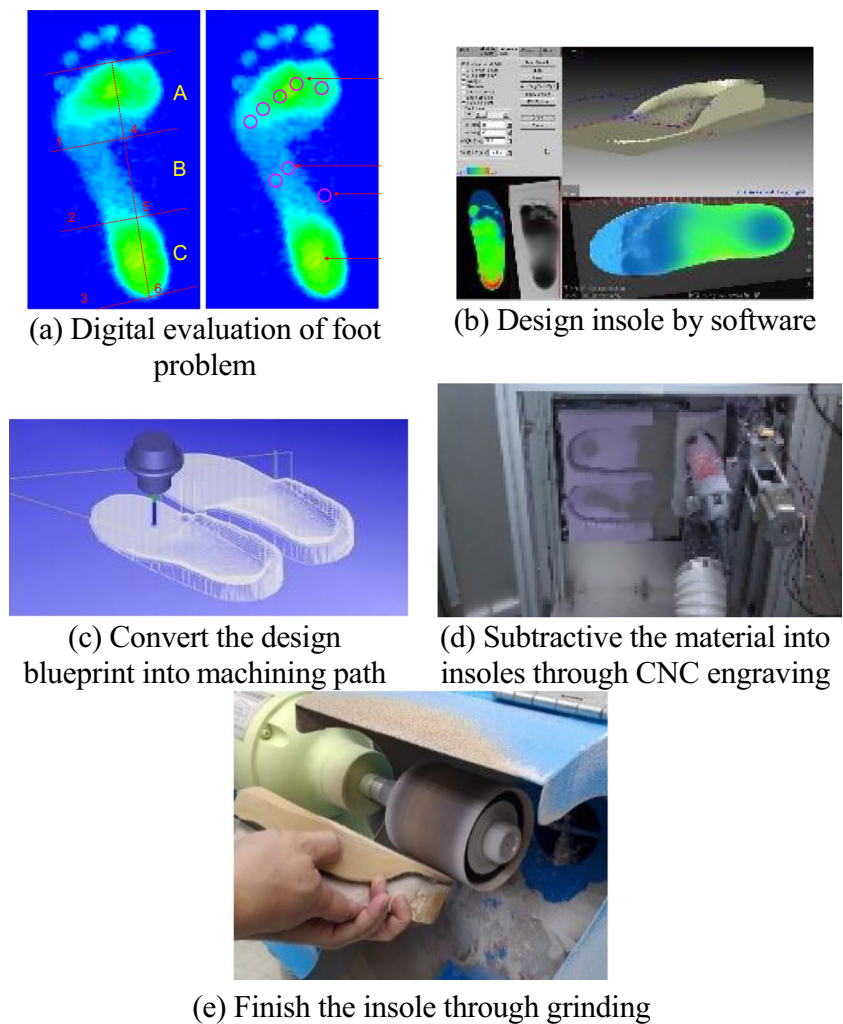 A
1
4
B
2
5
C
3
6
(a) Digital evaluation of foot
problem
(b) Design insole by software
(c) Convert the design
blueprint into machining path
(d) Subtractive the material into
insoles through CNC engraving
(e) Finish the insole through grinding